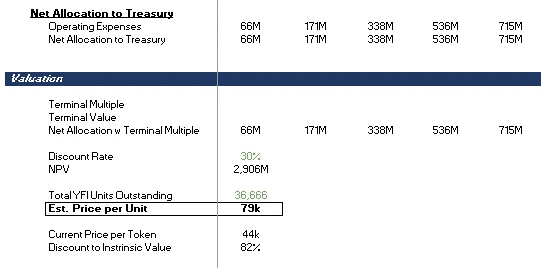 Net Allocation to Treasury
Operating Expenses 66M 171M 338M 536M 715M
Net Allocation to Treasury 66M 171M 338M 536M 715M
Valuation
Terminal Multiple
Terminal Value
Net Allocation w Terminal Multiple 66M 171M 338M 536M 715M
Discount Rate 30%
NPV 2,906M
Total YFI Units Outstanding 36,666
Est. Price per Unit 79k
Current Price per Token 44k
Discount to Instrinsic Value 82%